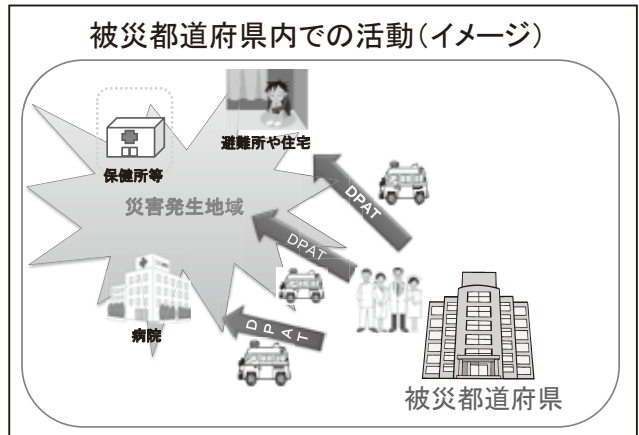 被災都道府県内での活動(イメージ)
避難所や住宅
保健所等
災害発生地域
DPAT
DPAT
DPAT
病院
被災都道府県